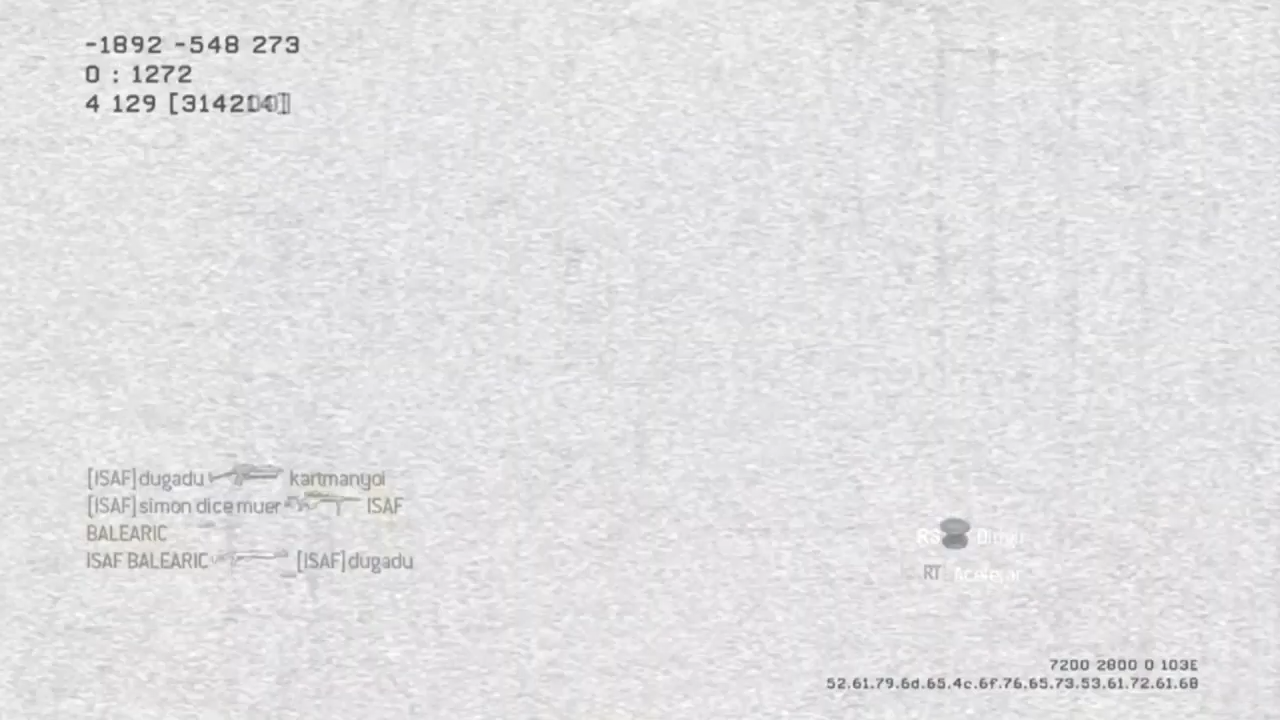 -1892 -548 273
0 : 1272
4 129
[ISAF]dugadu kartmanyoi
[ISAF]simon dice muer ISAF
BALEARIC
ISAF BALEARIC [ISAF]dugadu
RS Dirigir
RT Acelerar
7200 2800 0 103E
52.61.79.6d.65.4c.6f.76.65.73.53.61.72.61.68